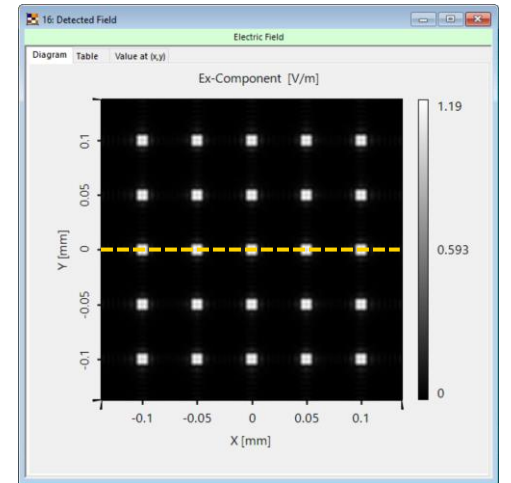 16: Detected Field
Electric Field
Diagram Table Value at (x,y)
Ex-Component [V/m]
1.19
0.593
0
0.1
0.05
0
-0.05
-0.1
Y [mm]
-0.1 -0.05 0 0.05 0.1
X [mm]